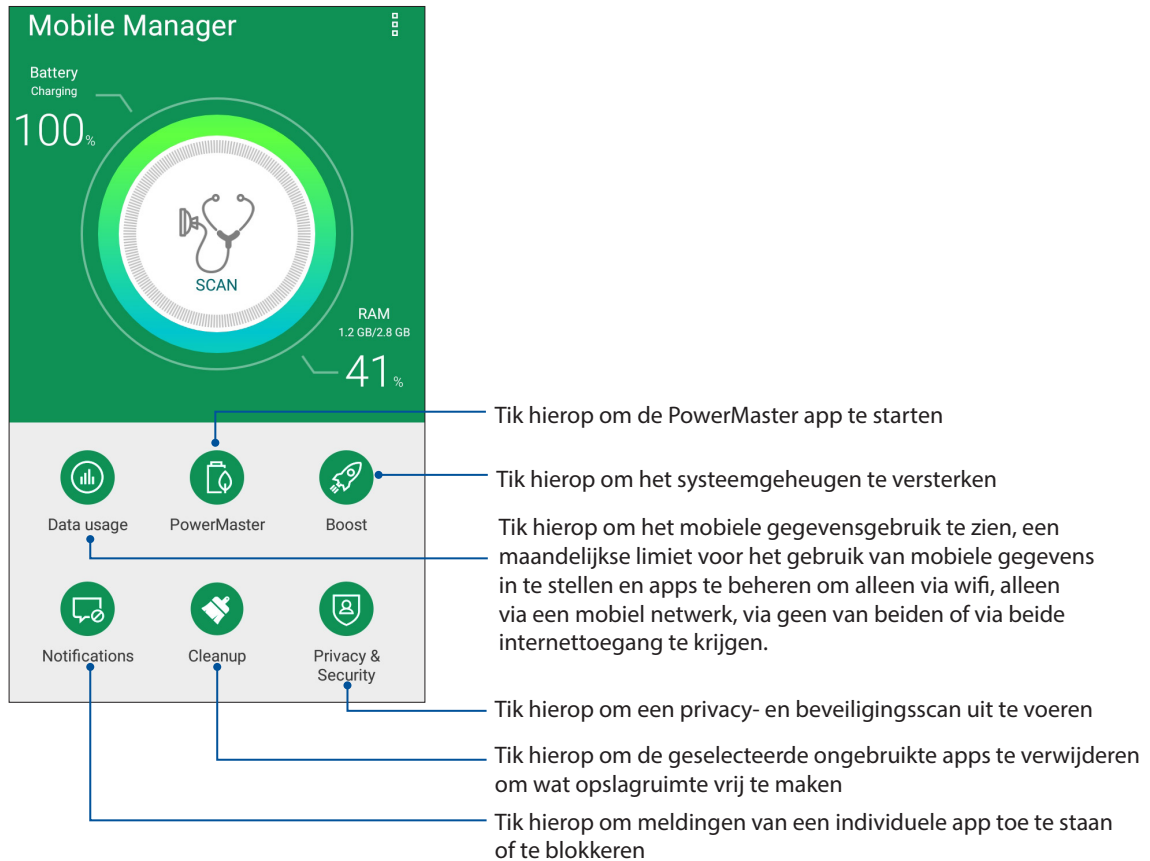 Mobile Manager
Battery
Charging
100%
SCAN
RAM
1.2 GB/2.8 GB
41%
Tik hierop om de PowerMaster app te starten
Tik hierop om het systeemgeheugen te versterken
Data usage
PowerMaster
Boost
Tik hierop om het mobiele gegevensgebruik te zien, een
maandelijkse limiet voor het gebruik van mobiele gegevens
in te stellen en apps te beheren om alleen via wifi, alleen
via een mobiel netwerk, via geen van beiden of via beide
internettoegang te krijgen.
Notifications
Cleanup
Privacy &
Security
Tik hierop om een privacy- en beveiligingsscan uit te voeren
Tik hierop om de geselecteerde ongebruikte apps te verwijderen
om wat opslagruimte vrij te maken
Tik hierop om meldingen van een individuele app toe te staan
of te blokkeren